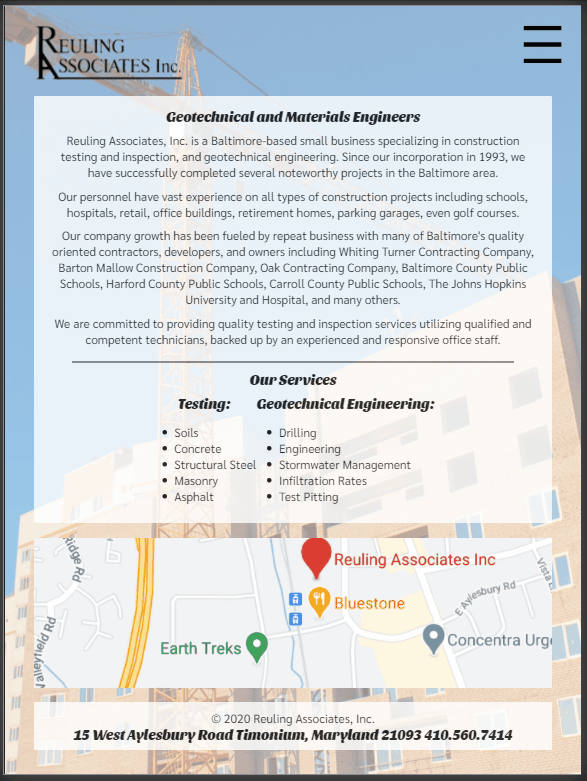 REULING
ASSOCIATES Inc.
Geotechnical and Materials Engineers
Reuling Associates, Inc. is a Baltimore-based small business specializing in construction
testing and inspection, and geotechnical engineering. Since our incorporation in 1993, we
have successfully completed several noteworthy projects in the Baltimore area.
Our personnel have vast experience on all types of construction projects including schools,
hospitals, retail, office buildings, retirement homes, parking garages, even golf courses.
Our company growth has been fueled by repeat business with many of Baltimore's quality
oriented contractors, developers, and owners including Whiting Turner Contracting Company,
Barton Mallow Construction Company, Oak Contracting Company, Baltimore County Public
Schools, Harford County Public Schools, Carroll County Public Schools, The Johns Hopkins
University and Hospital, and many others.
We are committed to providing quality testing and inspection services utilizing qualified and
competent technicians, backed up by an experienced and responsive office staff.
Our Services
Testing:
• Soils
• Concrete
• Structural Steel
• Masonry
• Asphalt
Geotechnical Engineering:
• Drilling
• Engineering
• Stormwater Management
• Infiltration Rates
• Test Pitting
Ridge Rd
Reuling Associates Inc
Vista
Bluestone
E Aylesbury Rd
Valleyfield Rd
Earth Treks
Concentra Urge
© 2020 Reuling Associates, Inc.
15 West Aylesbury Road Timonium, Maryland 21093 410.560.7414